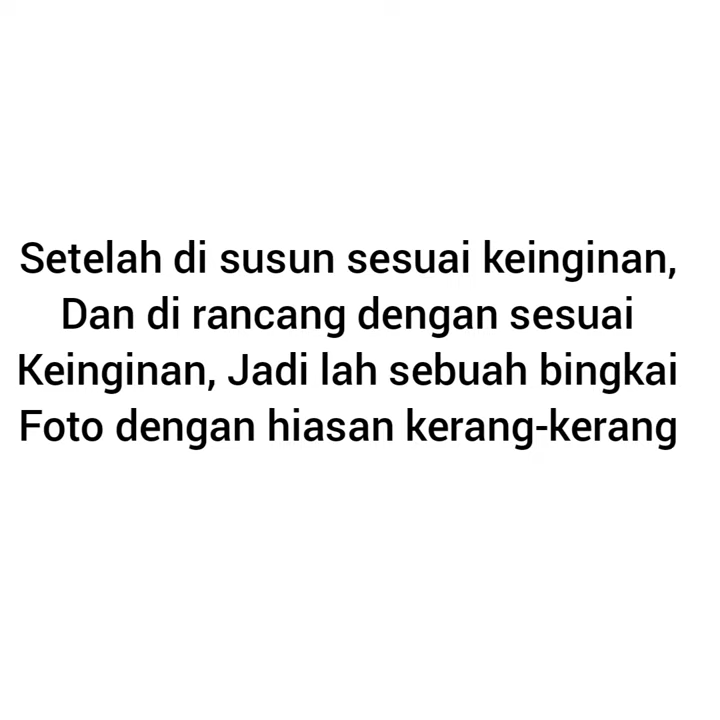 Setelah di susun sesuai keinginan,
Dan di rancang dengan sesuai
Keinginan, Jadi lah sebuah bingkai
Foto dengan hiasan kerang-kerang